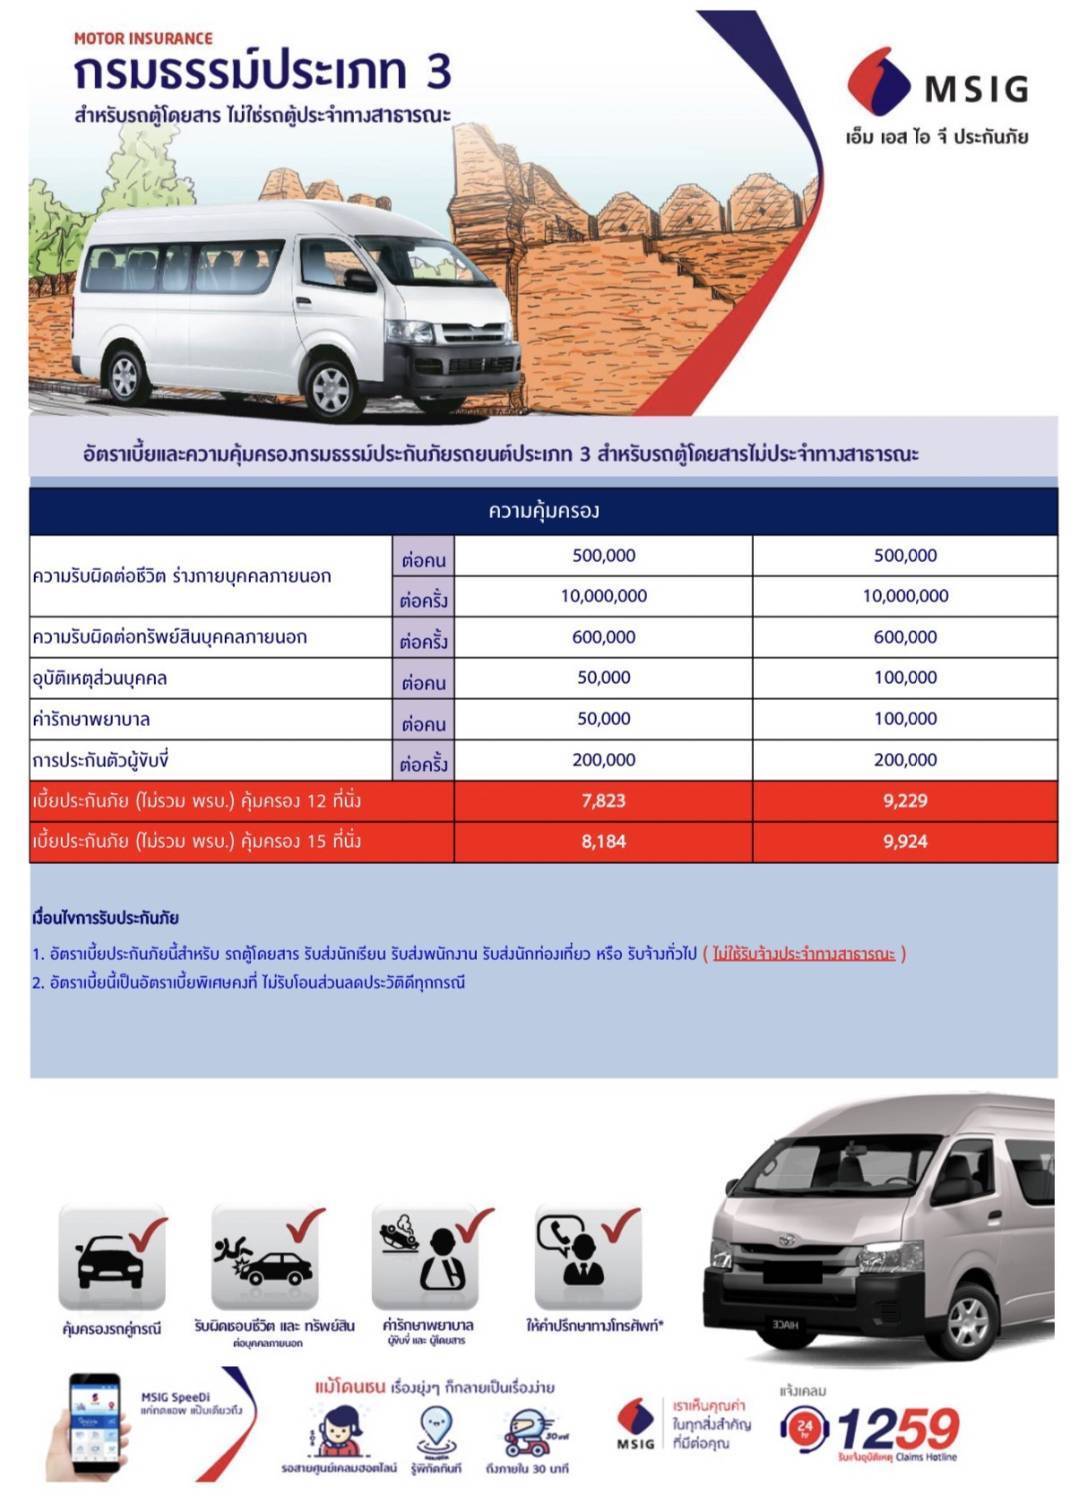 MOTOR INSURANCE
กรมธรรม์ประเภท 3
สำหรับรถตู้โดยสาร ไม่ใช่รถตู้ประจำทางสาธารณะ
MSIG
เอ็ม เอส ไอ จี ประกันภัย
อัตราเบี้ยและความคุ้มครองกรมธรรม์ประกันภัยรถยนต์ประเภท 3 สำหรับรถตู้โดยสารไม่ประจำทางสาธารณะ
ความคุ้มครอง
ความรับผิดต่อชีวิต ร่างกายบุคคลภายนอก ต่อคน 500,000 500,000
ต่อครั้ง 10,000,000 10,000,000
ความรับผิดต่อทรัพย์สินบุคคลภายนอก ต่อครั้ง 600,000 600,000
อุบัติเหตุส่วนบุคคล ต่อคน 50,000 100,000
ค่ารักษาพยาบาล ต่อคน 50,000 100,000
การประกันตัวผู้ขับขี่ ต่อครั้ง 200,000 200,000
เบี้ยประกันภัย (ไม่รวม พรบ.) คุ้มครอง 12 ที่นั่ง 7,823 9,229
เบี้ยประกันภัย (ไม่รวม พรบ.) คุ้มครอง 15 ที่นั่ง 8,184 9,924
เงื่อนไขการรับประกันภัย
1. อัตราเบี้ยประกันภัยนี้สำหรับ รถตู้โดยสาร รับส่งนักเรียน รับส่งพนักงาน รับส่งนักท่องเที่ยว หรือ รับจ้างทั่วไป ( ไม่ใช้รับจ้างประจำทางสาธารณะ )
2. อัตราเบี้ยนี้เป็นอัตราเบี้ยพิเศษคงที่ ไม่รับโอนส่วนลดประวัติดีทุกกรณี
คุ้มครองรถคู่กรณี
รับผิดชอบชีวิต และ ทรัพย์สิน
ต่อบุคคลภายนอก
ค่ารักษาพยาบาล
ผู้ขับขี่ และ ผู้โดยสาร
ให้คำปรึกษาทางโทรศัพท์*
HIACE
MSIG SpeeDi
แค่กดแอพ แป๊บเดียวถึง
แม้โดนชน เรื่องยุ่งๆ ก็กลายเป็นเรื่องง่าย
SOS
30 นาที
รอสายศูนย์เคลมฮอตไลน์ รู้พิกัดทันที ถึงภายใน 30 นาที
MSIG
เราเห็นคุณค่า
ในทุกสิ่งสำคัญ
ที่มีต่อคุณ
แจ้งเคลม
24 hr
1259
รับแจ้งอุบัติเหตุ Claims Hotline